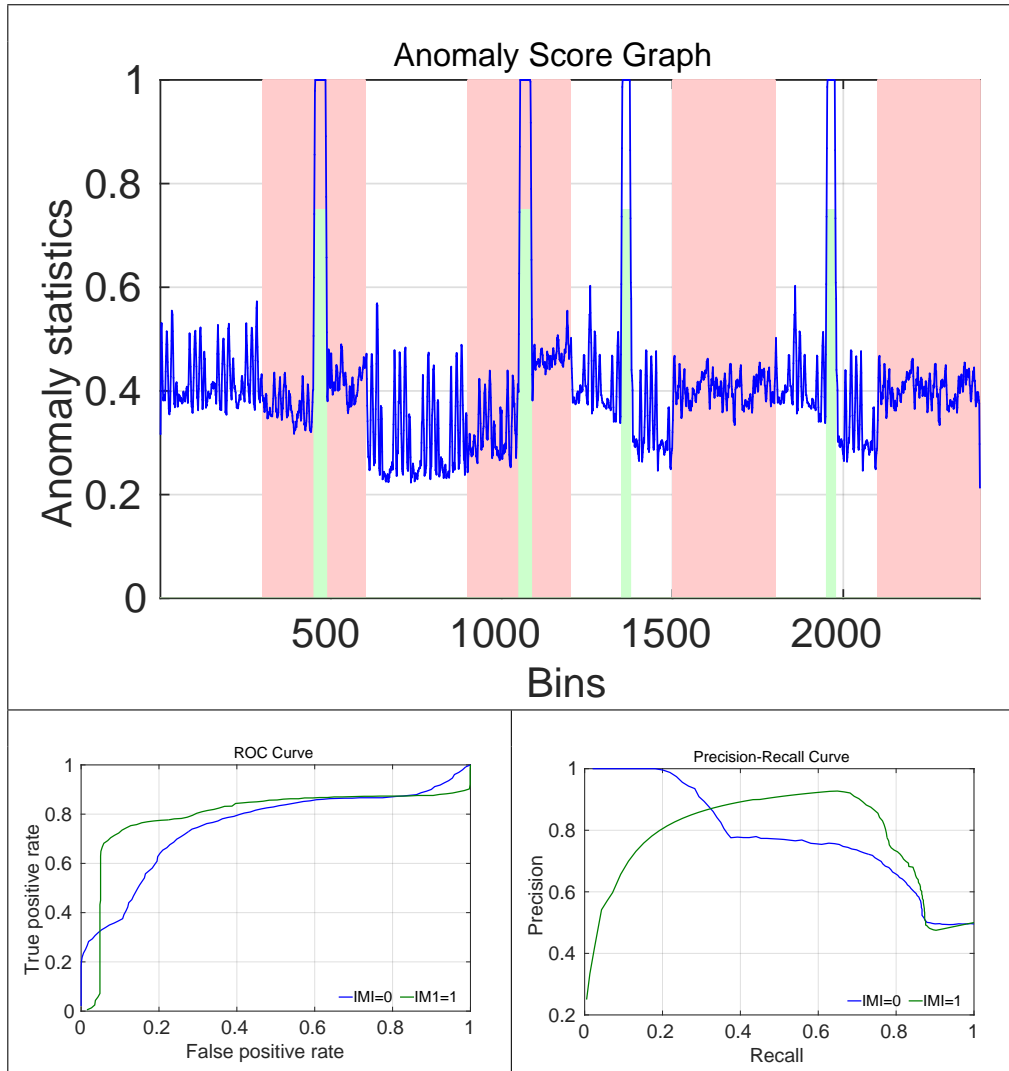 Anomaly Score Graph
Anomaly statistics
1
0.8
0.6
0.4
0.2
0
500
1000
1500
2000
Bins
ROC Curve
True positive rate
1
0.8
0.6
0.4
0.2
0
0
0.2
0.4
0.6
0.8
1
IMI=0
IM1=1
False positive rate
Precision-Recall Curve
Precision
1
0.8
0.6
0.4
0.2
0
0.2
0.4
0.6
0.8
1
IMI=0
IMI=1
Recall